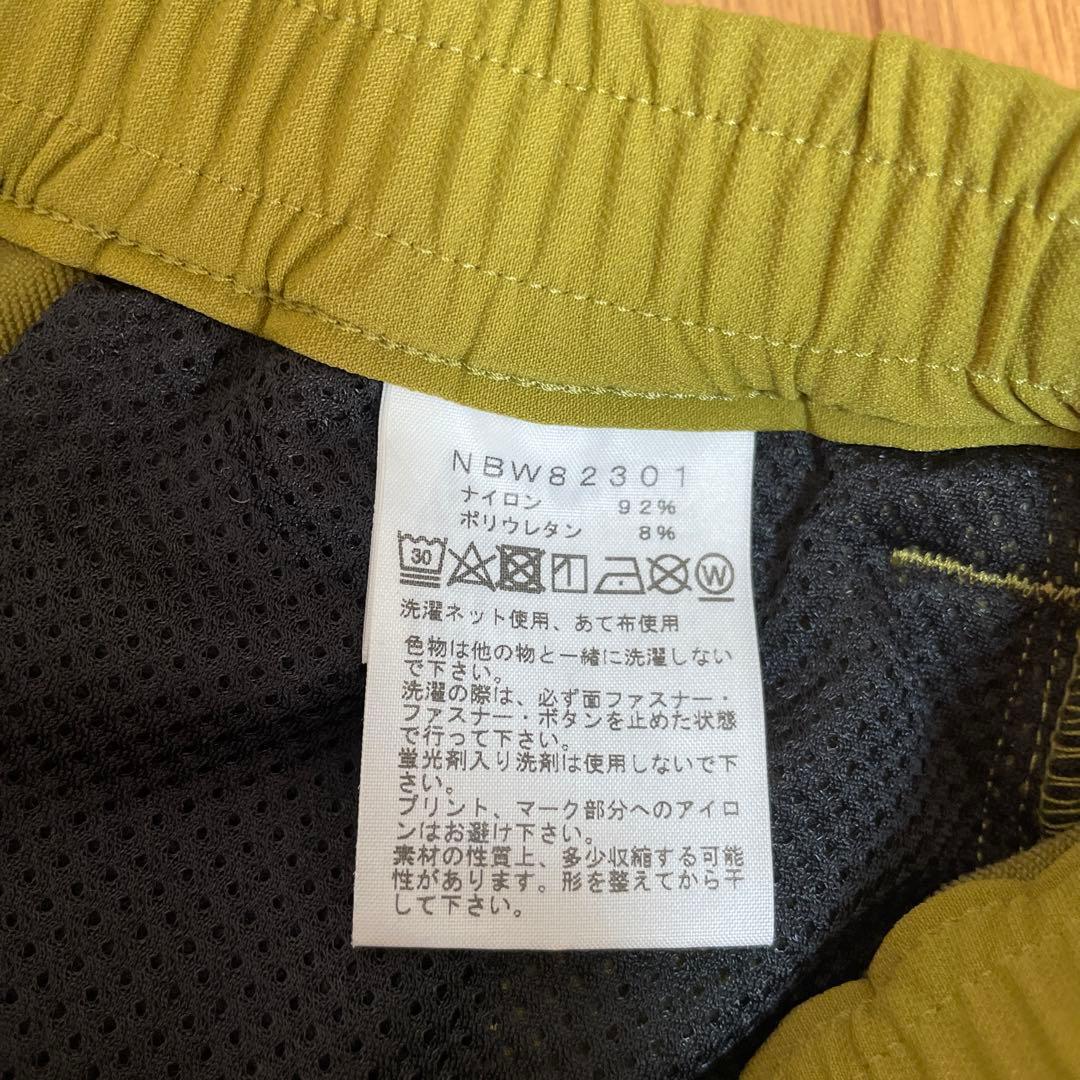 NBW82301
ナイロン 92%
ポリウレタン 8%
30 W
洗濯ネット使用、あて布使用
色物は他の物と一緒に洗濯しない
で下さい。
洗濯の際は、必ず面ファスナー・
ファスナー・ボタンを止めた状態
で行って下さい。
蛍光剤入り洗剤は使用しないで下
さい。
プリント、マーク部分へのアイロ
ンはお避け下さい。
素材の性質上、多少収縮する可能
性があります。形を整えてから干
して下さい。